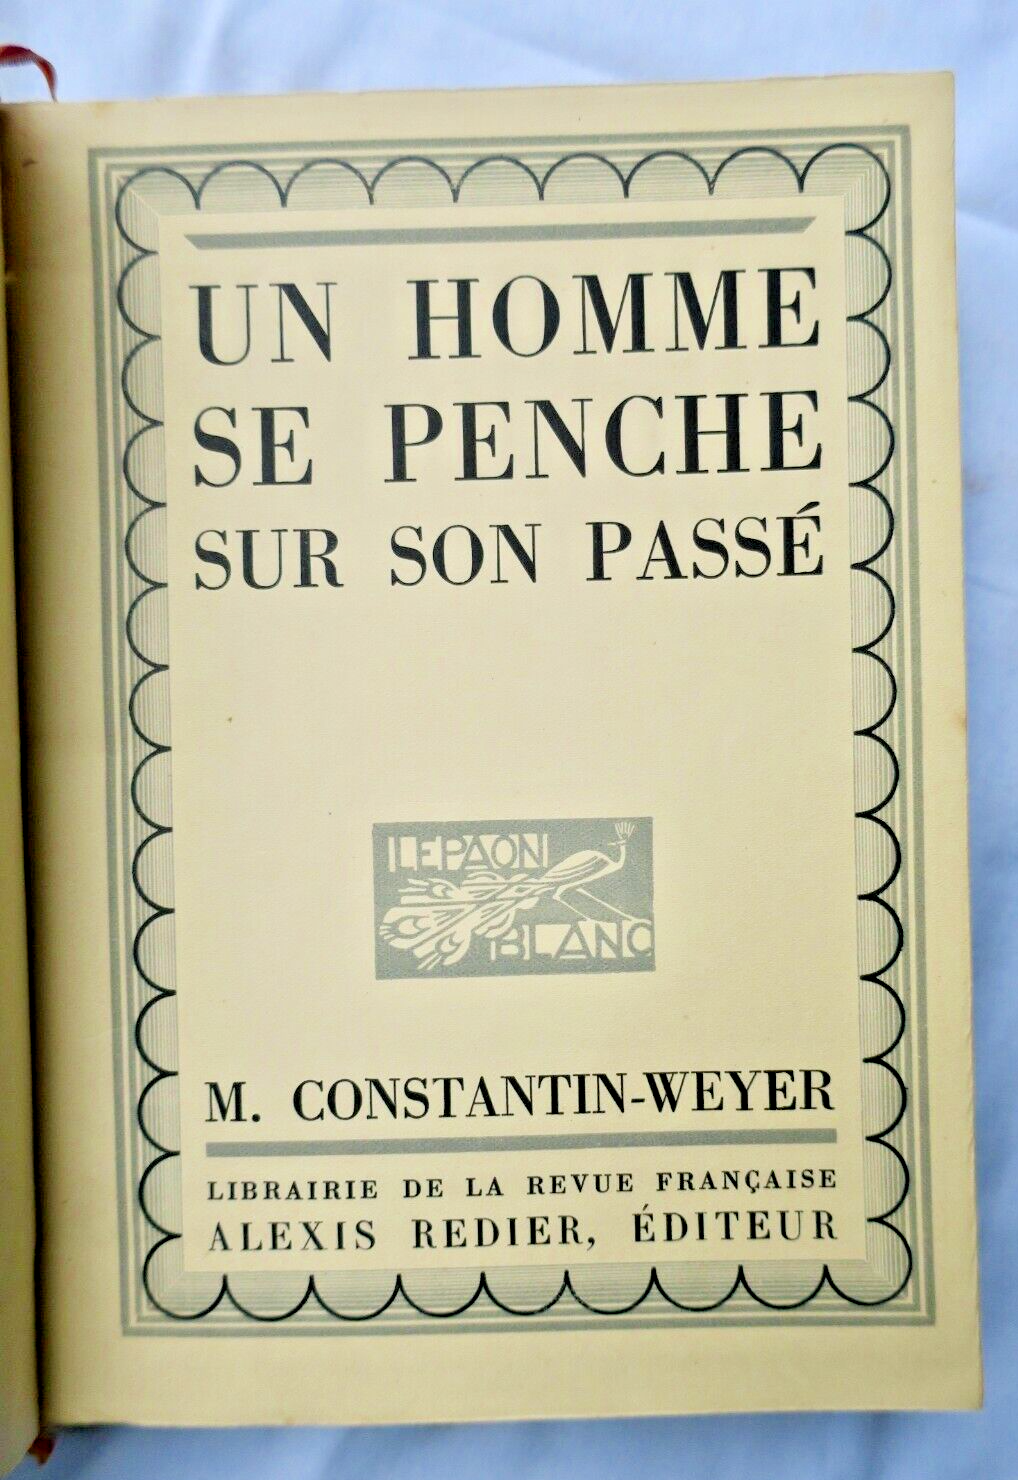 UN HOMME
SE PENCHE
SUR SON PASSÉ
LE PAON
BLANC
M. CONSTANTIN-WEYER
LIBRAIRIE DE LA REVUE FRANÇAISE
ALEXIS REDIER, ÉDITEUR